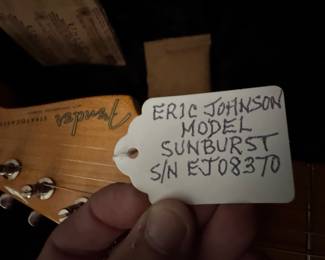 Fender
STRATOCASTER
ERIC JOHNSON
MODEL
SUNBURST
S/N EJ08370